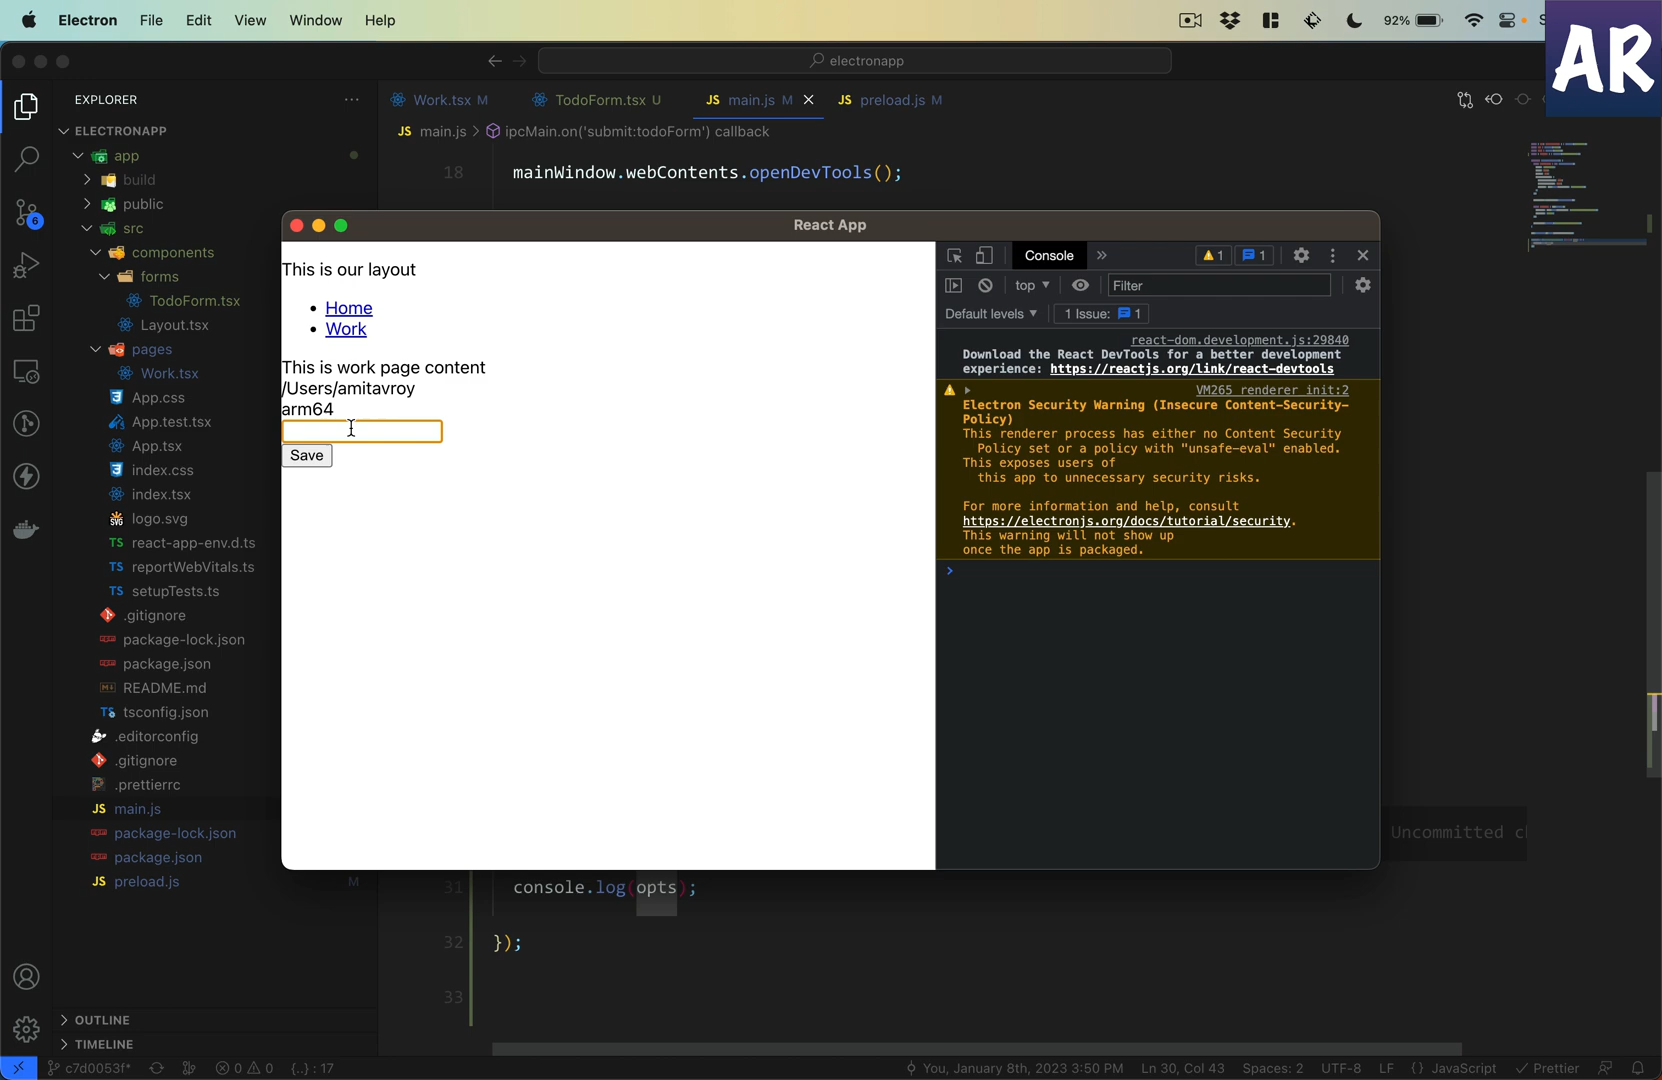 Electron File Edit View Window Help
92%
AR
electronapp
EXPLORER
Work.tsx M
TodoForm.tsx U
JS main.js M
JS preload.js M
ELECTRONAPP
JS main.js > ipcMain.on('submit:todoForm') callback
app
build
public
src
components
forms
TodoForm.tsx
Layout.tsx
pages
Work.tsx
App.css
App.test.tsx
App.tsx
index.css
index.tsx
logo.svg
TS react-app-env.d.ts
TS reportWebVitals.ts
TS setupTests.ts
.gitignore
package-lock.json
package.json
README.md
tsconfig.json
.editorconfig
.gitignore
.prettierrc
JS main.js
package-lock.json
package.json
JS preload.js M
OUTLINE
TIMELINE
6
18 mainWindow.webContents.openDevTools();
React App
This is our layout
Home
Work
This is work page content
/Users/amitavroy
arm64
Save
Console
1
1
top
Filter
Default levels
1 Issue: 1
react-dom.development.js:29840
Download the React DevTools for a better development
experience: https://reactjs.org/link/react-devtools
VM265 renderer_init:2
Electron Security Warning (Insecure Content-Security-
Policy)
This renderer process has either no Content Security
Policy set or a policy with "unsafe-eval" enabled.
This exposes users of
this app to unnecessary security risks.
For more information and help, consult
https://electronjs.org/docs/tutorial/security.
This warning will not show up
once the app is packaged.
Uncommitted
31 console.log(opts);
32 });
33
c7d0053f*
0 0
{..} : 17
You, January 8th, 2023 3:50 PM
Ln 30, Col 43
Spaces: 2
UTF-8
LF
{} JavaScript
Prettier